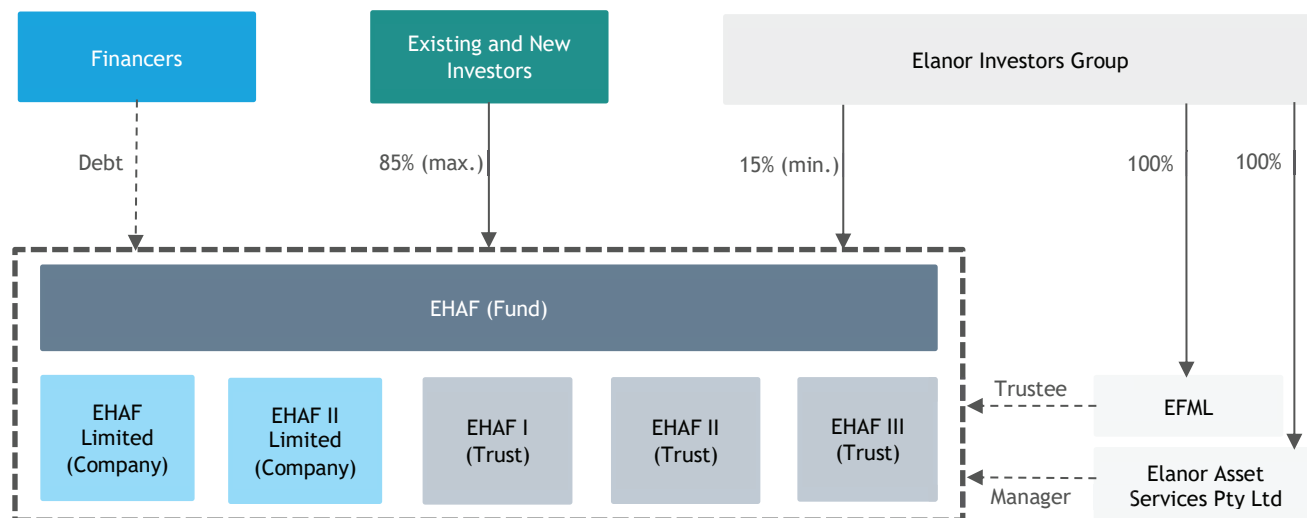 Financers
Existing and New
Investors
Elanor Investors Group
Debt
85% (max.)
15% (min.)
100%
100%
EHAF (Fund)
EHAF
Limited
(Company)
EHAF II
Limited
(Company)
EHAF I
(Trust)
EHAF II
(Trust)
EHAF III
(Trust)
Trustee
EFML
Manager
Elanor Asset
Services Pty Ltd